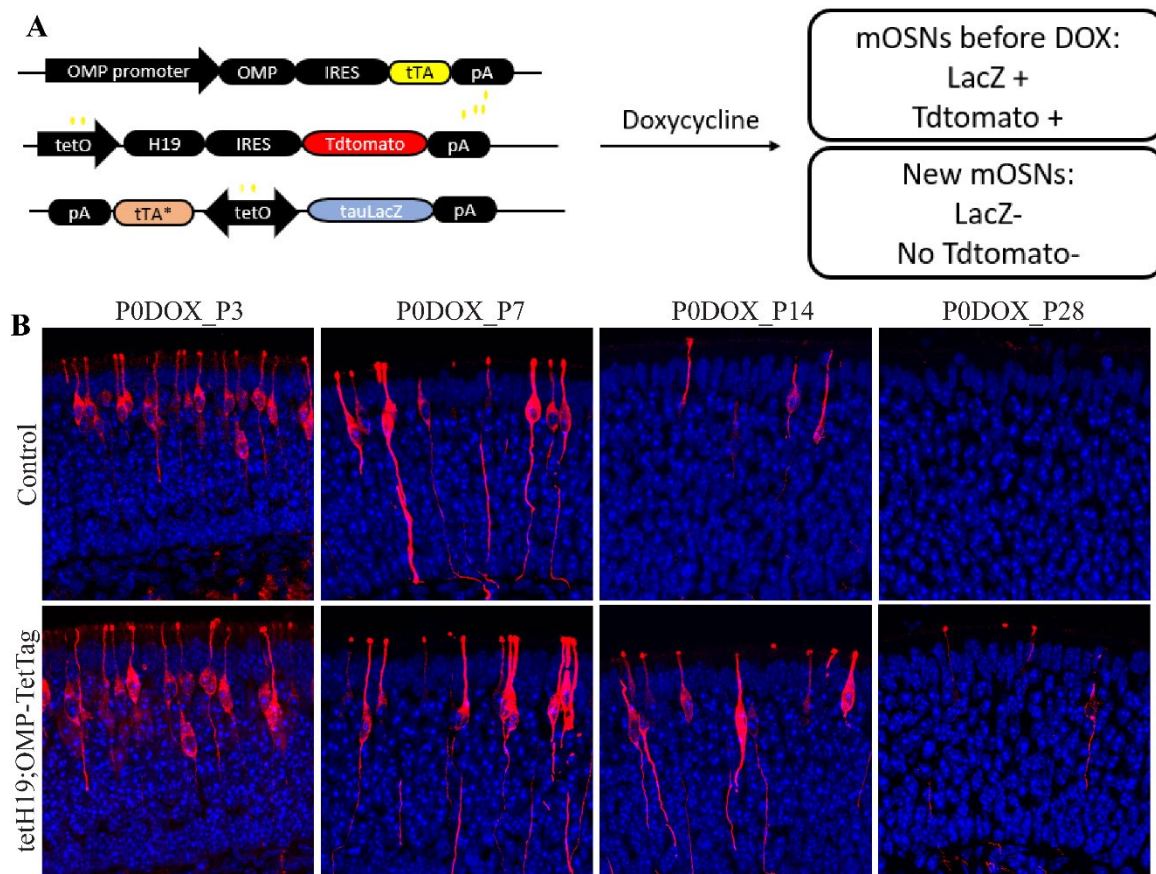 A
OMP promoter OMP IRES tTA pA
tetO H19 IRES Tdtomato pA
pA tTA* tetO tauLacZ pA
Doxycycline
mOSNs before DOX:
LacZ +
Tdtomato +
New mOSNs:
LacZ-
No Tdtomato-
B
P0DOX_P3 P0DOX_P7 P0DOX_P14 P0DOX_P28
Control
tetH19;OMP-TetTag